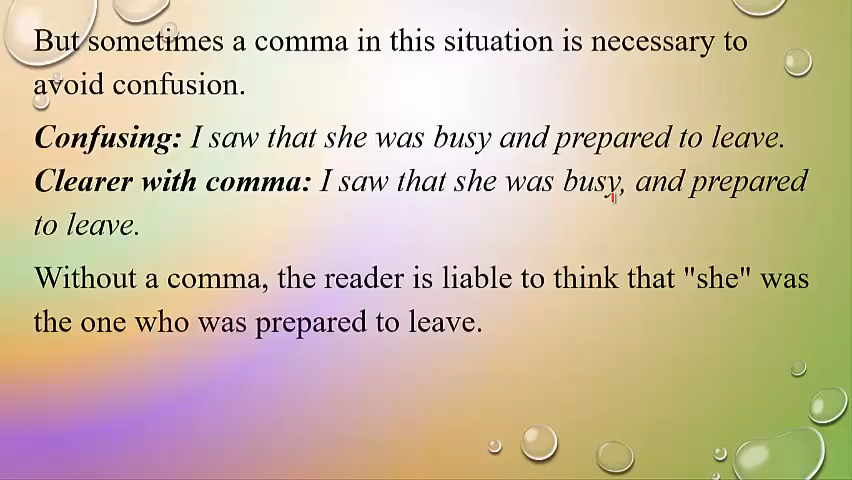 But sometimes a comma in this situation is necessary to
avoid confusion.
Confusing: I saw that she was busy and prepared to leave.
Clearer with comma: I saw that she was busy, and prepared
to leave.
Without a comma, the reader is liable to think that "she" was
the one who was prepared to leave.